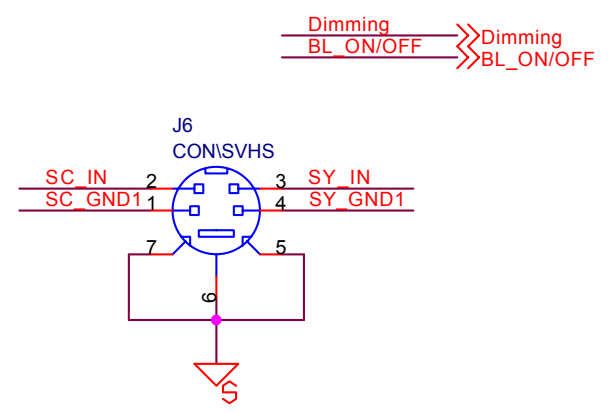 Dimming
Dimming
BL_ON/OFF
BL_ON/OFF
J6
CON\SVHS
SC_IN 2 3 SY_IN
SC_GND1 1 4 SY_GND1
7 5
6
S